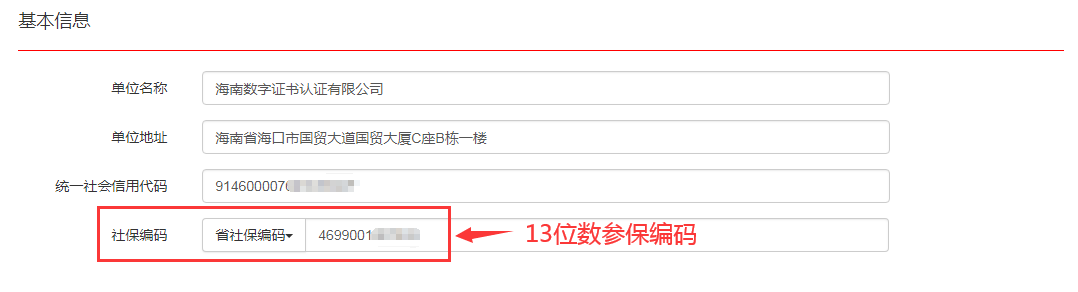 基本信息
单位名称 海南数字证书认证有限公司
单位地址 海南省海口市国贸大道国贸大厦C座B栋一楼
统一社会信用代码 914600007
社保编码 省社保编码 4699001 13位数参保编码